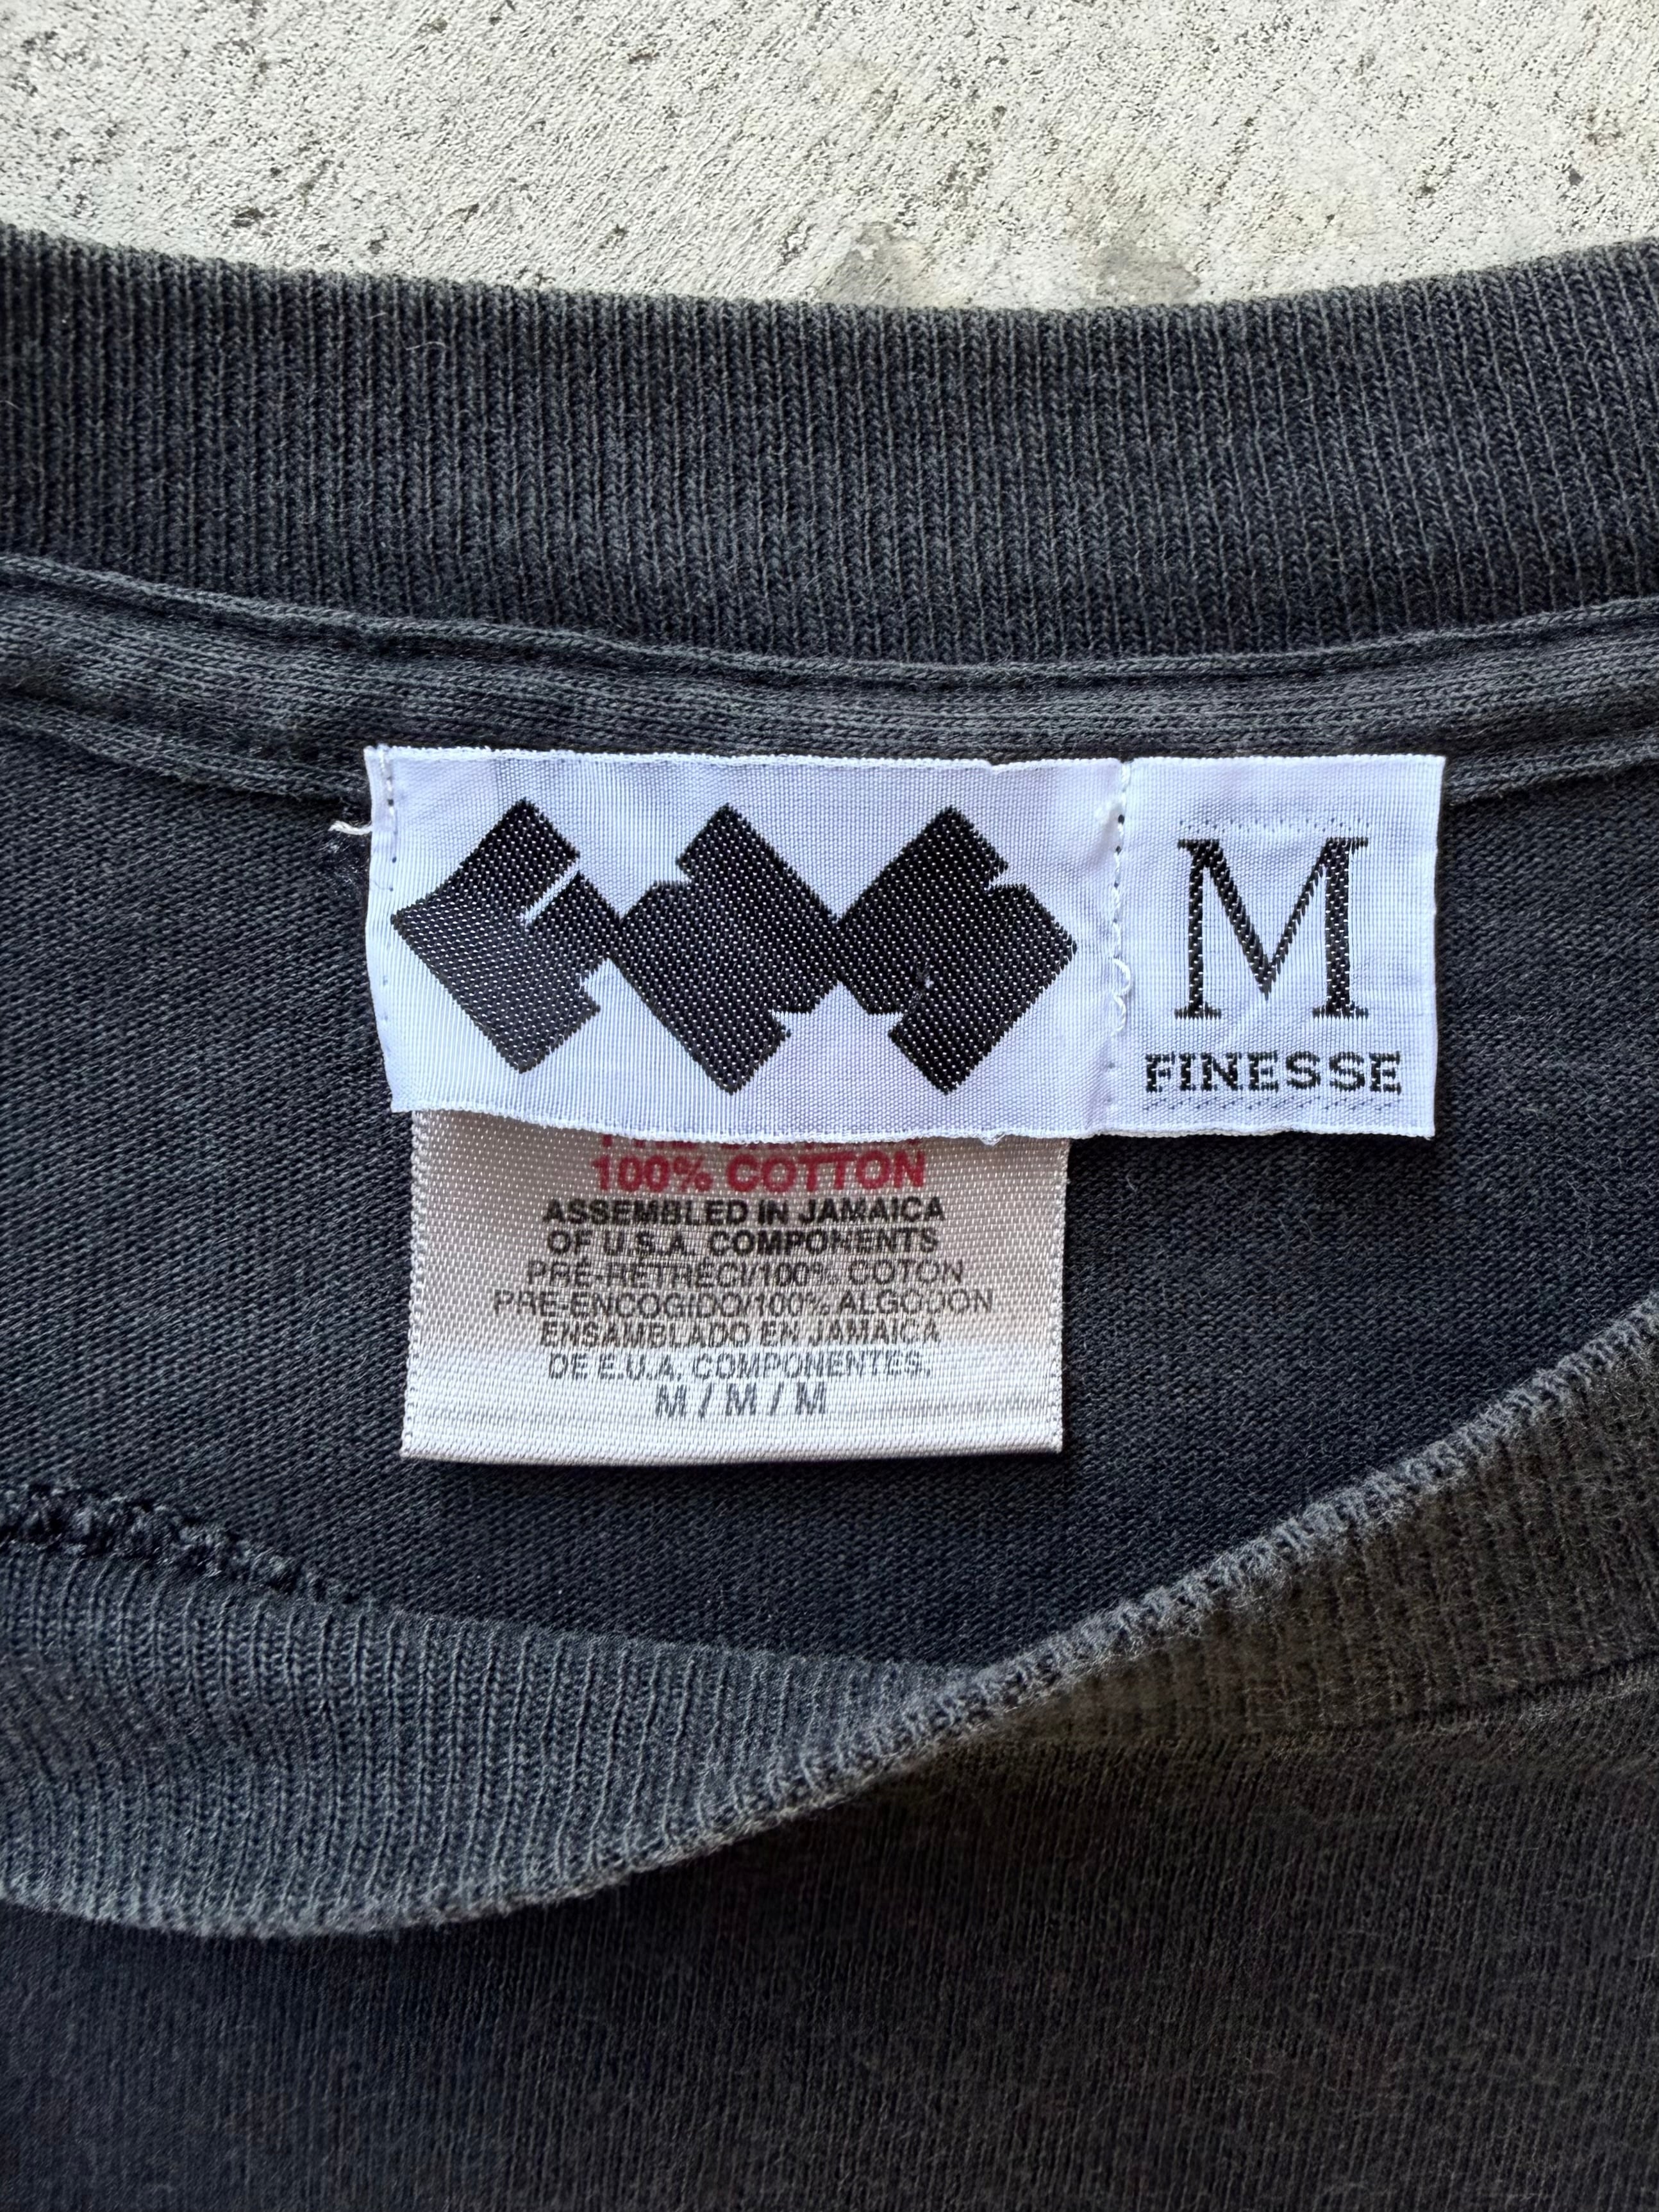 M
FINESSE
100% COTTON
ASSEMBLED IN JAMAICA
OF U.S.A. COMPONENTS
PRÉ-RÉTRÉCI/100% COTON
PRE-ENCOGIDO/100% ALGODON
ENSAMBLADO EN JAMAICA
DE E.U.A. COMPONENTES.
M / M / M